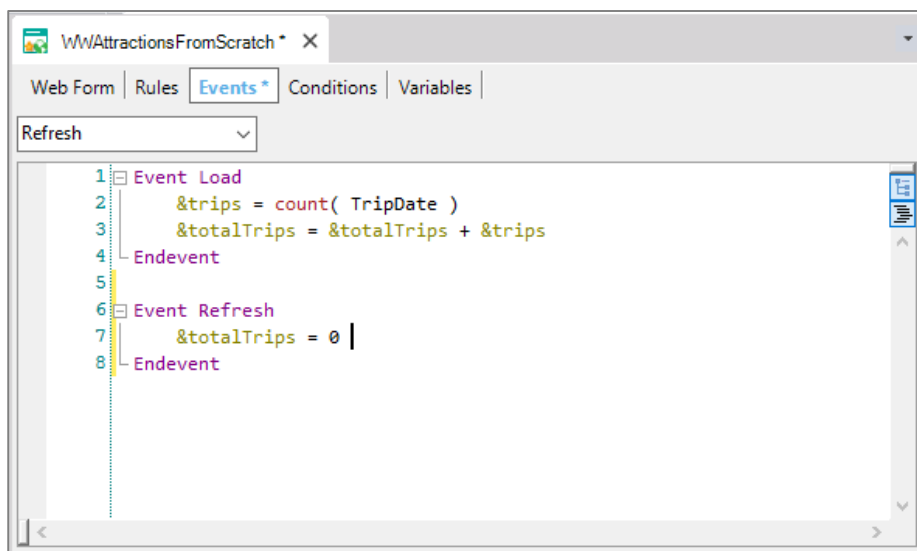 WWAttractionsFromScratch *
Web Form Rules Events * Conditions Variables
Refresh
1 Event Load
2 &trips = count( TripDate )
3 &totalTrips = &totalTrips + &trips
4 Endevent
5
6 Event Refresh
7 &totalTrips = 0
8 Endevent